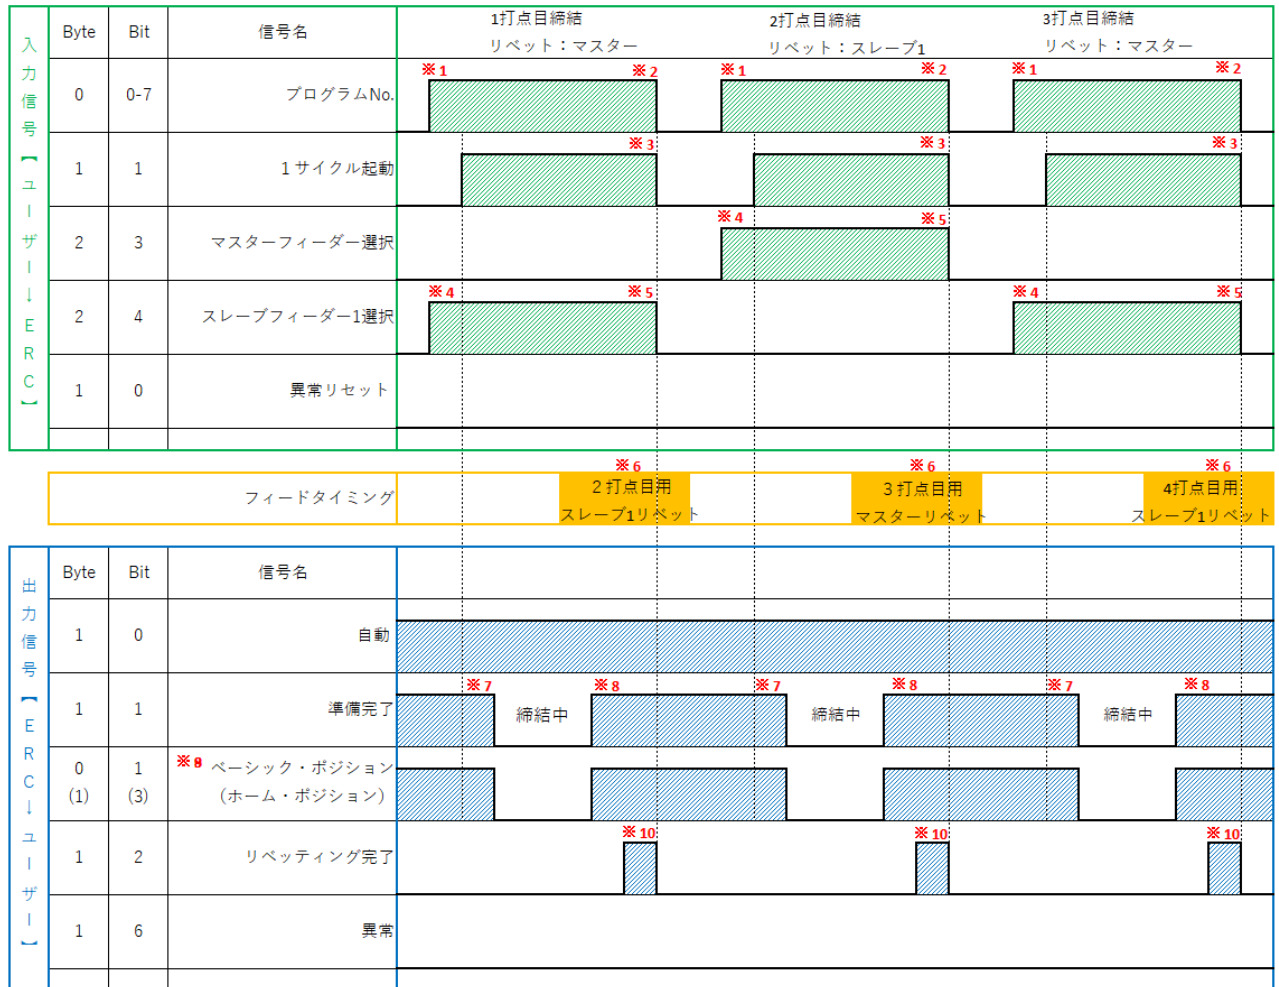 入力信号【ユーザー→ERC】
Byte Bit 信号名
1打点目締結
リベット：マスター
2打点目締結
リベット：スレーブ1
3打点目締結
リベット：マスター
※1 ※2 ※1 ※2 ※1 ※2
0 0-7 プログラムNo.
※3 ※3 ※3
1 1 1サイクル起動
※4 ※5
2 3 マスターフィーダー選択
※4 ※5 ※4 ※5
2 4 スレーブフィーダー1選択
1 0 異常リセット
※6 ※6 ※6
フィードタイミング
2打点目用
スレーブ1リベット
3打点目用
マスターリベット
4打点目用
スレーブ1リベット
出力信号【ERC→ユーザー】
Byte Bit 信号名
1 0 自動
※7 ※8 ※7 ※8 ※7 ※8
1 1 準備完了 締結中 締結中 締結中
0 1 ベーシック・ポジション
(1) (3) （ホーム・ポジション）
※10 ※10 ※10
1 2 リベッティング完了
1 6 異常